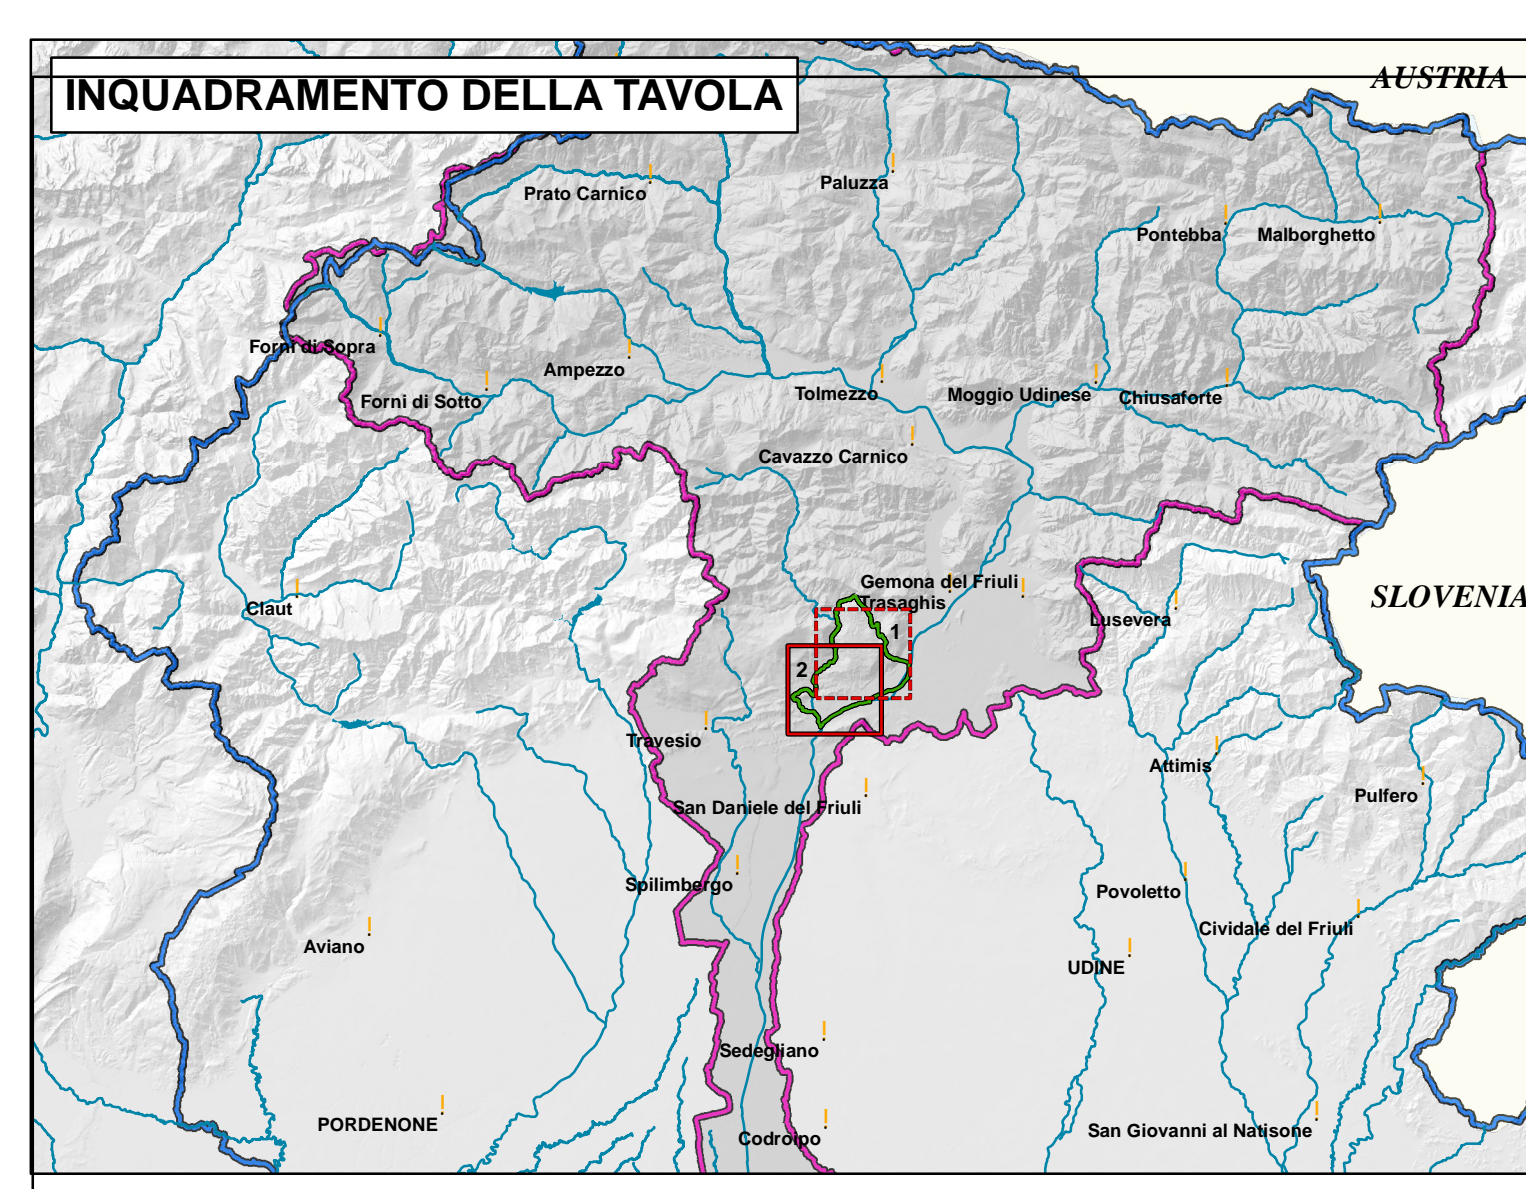 INQUADRAMENTO DELLA TAVOLA
AUSTRIA
Prato Carnico
Paluzza
Pontebba
Malborghetto
Forni di Sopra
Ampezzo
Forni di Sotto
Tolmezzo
Moggio Udinese
Chiusaforte
Cavazzo Carnico
Gemona del Friuli
Trasaghis
SLOVENIA
Claut
Lusevera
1
2
Travesio
Attimis
Pulfero
San Daniele del Friuli
Spilimbergo
Povoletto
Cividale del Friuli
Aviano
UDINE
Sedegliano
PORDENONE
Codroipo
San Giovanni al Natisone